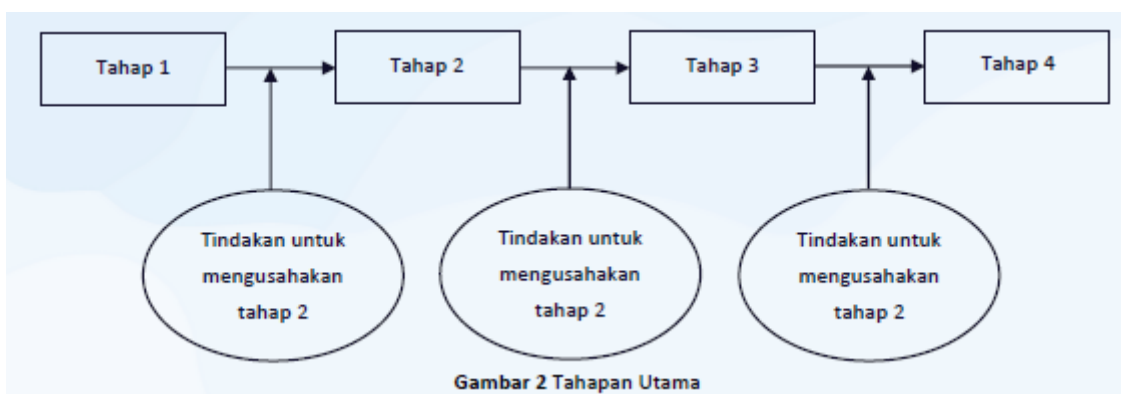 Tahap 1
Tahap 2
Tahap 3
Tahap 4
Tindakan untuk
mengusahakan
tahap 2
Tindakan untuk
mengusahakan
tahap 2
Tindakan untuk
mengusahakan
tahap 2
Gambar 2 Tahapan Utama